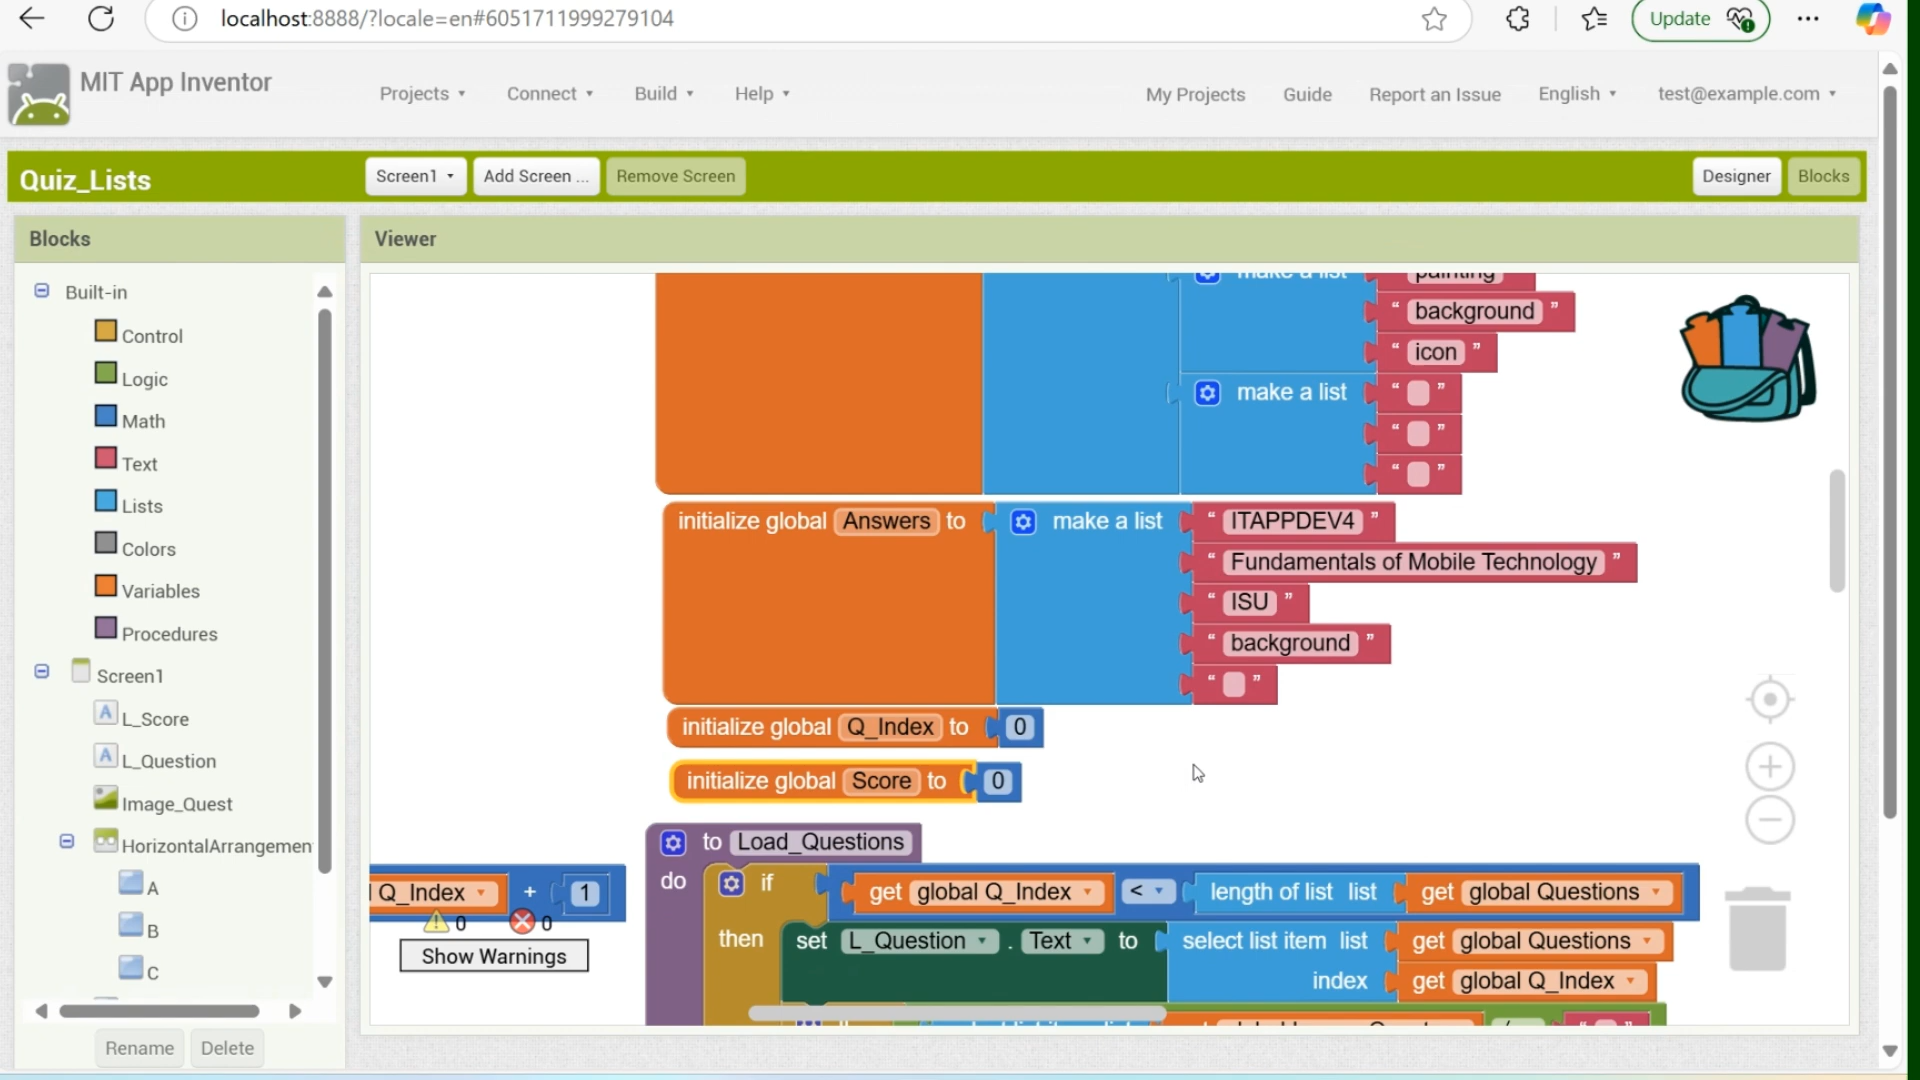 localhost:8888/?locale=en#6051711999279104
Update
MIT App Inventor
Projects
Connect
Build
Help
My Projects
Guide
Report an Issue
English
test@example.com
Quiz_Lists
Screen1
Add Screen ...
Remove Screen
Designer
Blocks
Blocks
Viewer
Built-in
Control
Logic
Math
Text
Lists
Colors
Variables
Procedures
Screen1
L_Score
L_Question
Image_Quest
HorizontalArrangemen
A
B
C
Rename
Delete
make a list " painting
" background "
" icon "
make a list " "
" "
" "
initialize global Answers to make a list " ITAPPDEV4 "
" Fundamentals of Mobile Technology "
" ISU "
" background "
" "
initialize global Q_Index to 0
initialize global Score to 0
Q_Index + 1
0 0
Show Warnings
to Load_Questions
do if get global Q_Index < length of list list get global Questions
then set L_Question . Text to select list item list get global Questions
index get global Q_Index